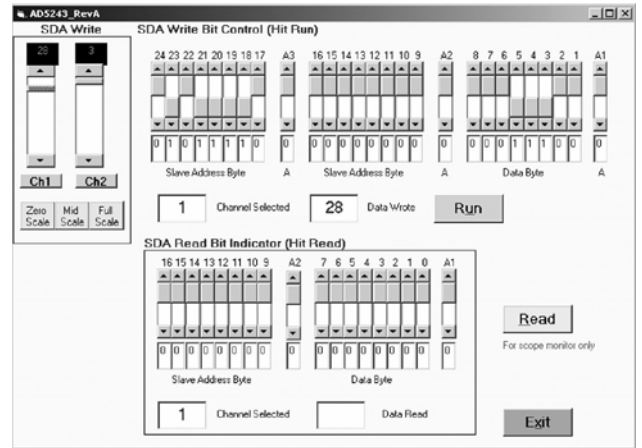 AD5243_RevA
SDA Write
SDA Write Bit Control (Hit Run)
28 3
24 23 22 21 20 19 18 17 A3 16 15 14 13 12 11 10 9 A2 8 7 6 5 4 3 2 1 A1
0 1 0 1 1 1 1 0 0 0 0 0 0 0 0 0 0 0 0 0 0 0 1 1 1 0 0 0
Slave Address Byte A Slave Address Byte A Data Byte A
Ch1 Ch2
1 Channel Selected 28 Data Wrote Run
Zero Scale Mid Scale Full Scale
SDA Read Bit Indicator (Hit Read)
16 15 14 13 12 11 10 9 A2 7 6 5 4 3 2 1 0 A1
0 0 0 0 0 0 0 0 0 0 0 0 0 0 0 0 0 0
Slave Address Byte Data Byte
Read
For scope monitor only
1 Channel Selected Data Read
Exit